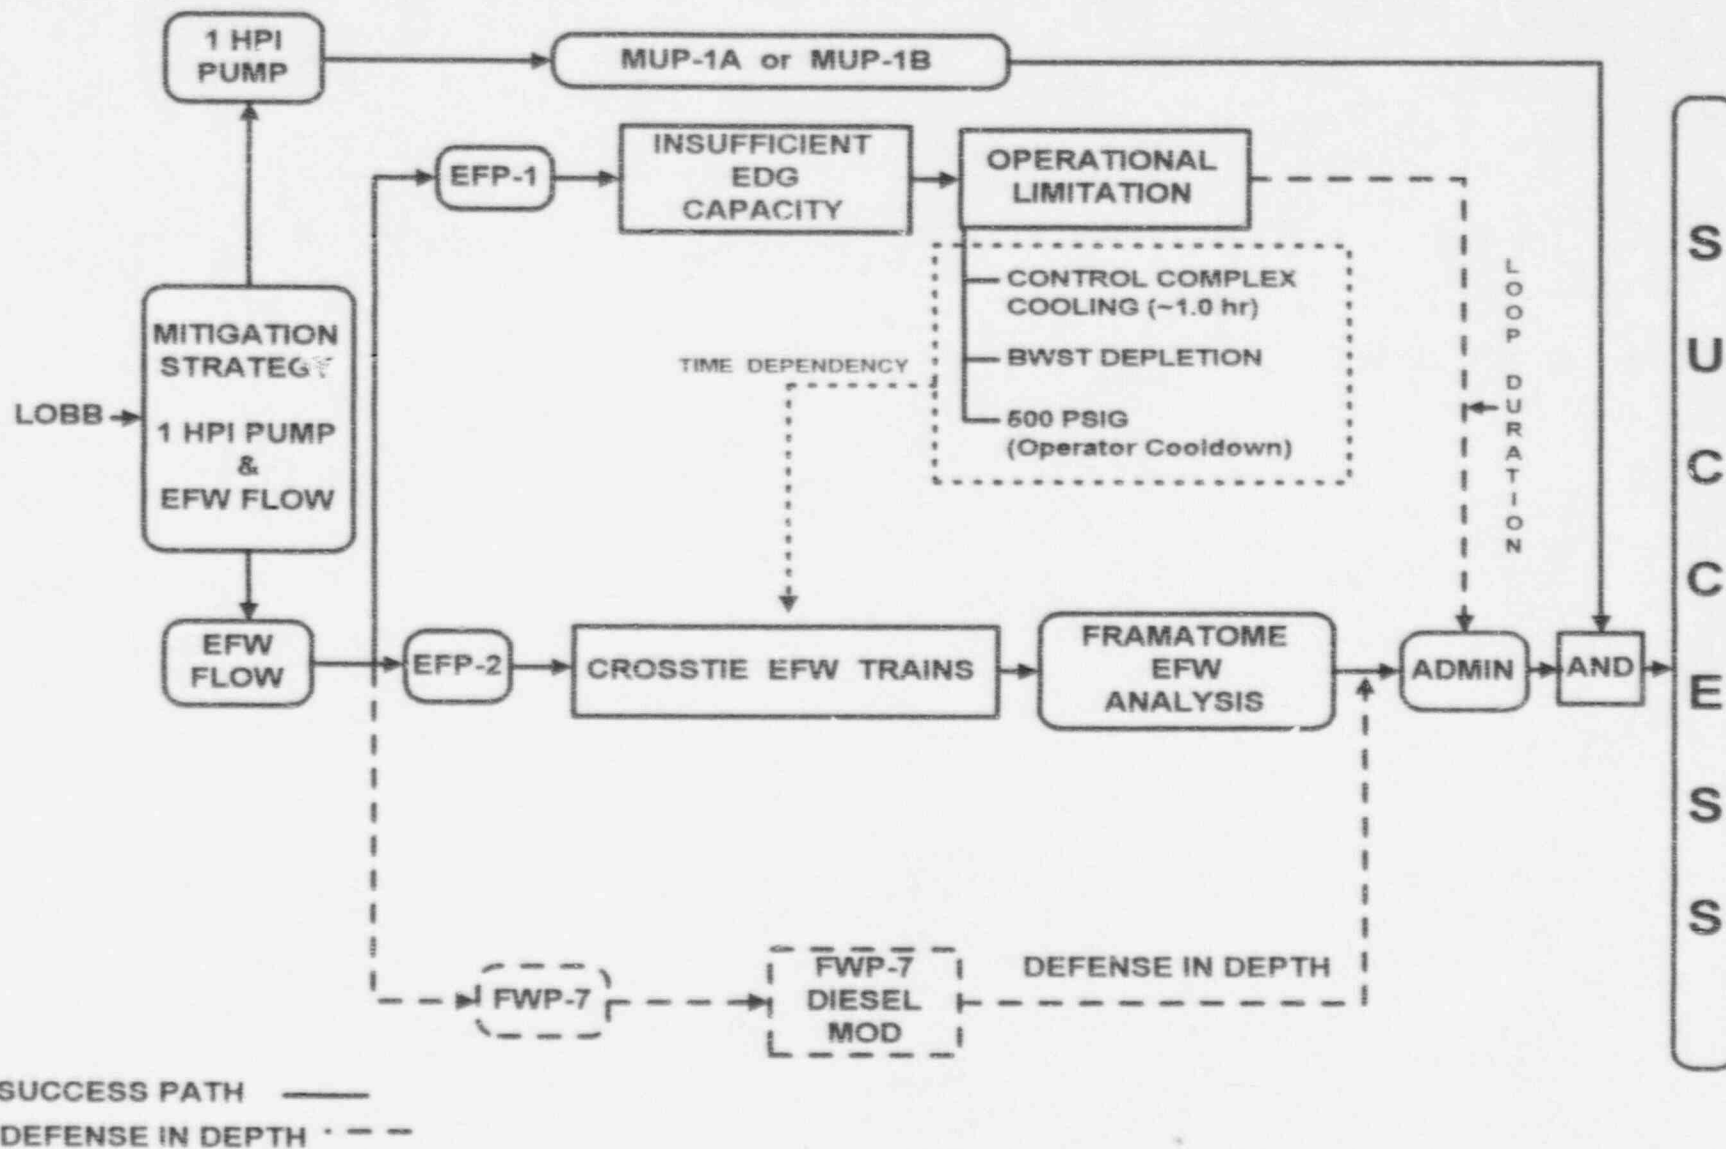 1 HPI
PUMP
MUP-1A or MUP-1B
EFP-1
INSUFFICIENT
EDG
CAPACITY
OPERATIONAL
LIMITATION
CONTROL COMPLEX
COOLING (~1.0 hr)
BWST DEPLETION
500 PSIG
(Operator Cooldown)
TIME DEPENDENCY
LOOP DURATION
LOBB
MITIGATION
STRATEGY
1 HPI PUMP
&
EFW FLOW
EFW
FLOW
EFP-2
CROSSTIE EFW TRAINS
FRAMATOME
EFW
ANALYSIS
ADMIN
AND
SUCCESS
FWP-7
FWP-7
DIESEL
MOD
DEFENSE IN DEPTH
SUCCESS PATH
DEFENSE IN DEPTH